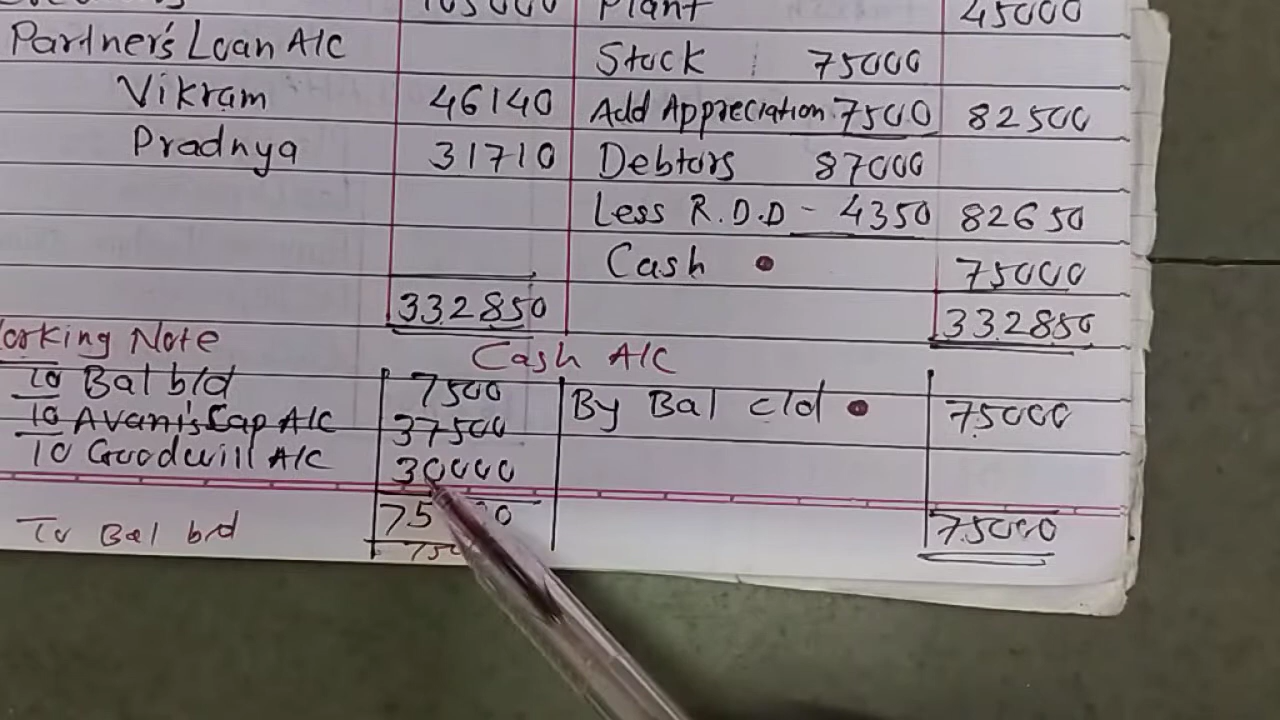 105000 Plant 45000
Partner's Loan A/C Stock 75000
Vikram 46140 Add Appreciation 7500 82500
Pradnya 31710 Debtors 87000
Less R.D.D - 4350 82650
Cash 75000
332850 332850
Working Note Cash A/C
To Bal b/d 7500 By Bal c/d 75000
To Avani's Cap A/C 37500
To Goodwill A/C 30000
75000
To Bal b/d